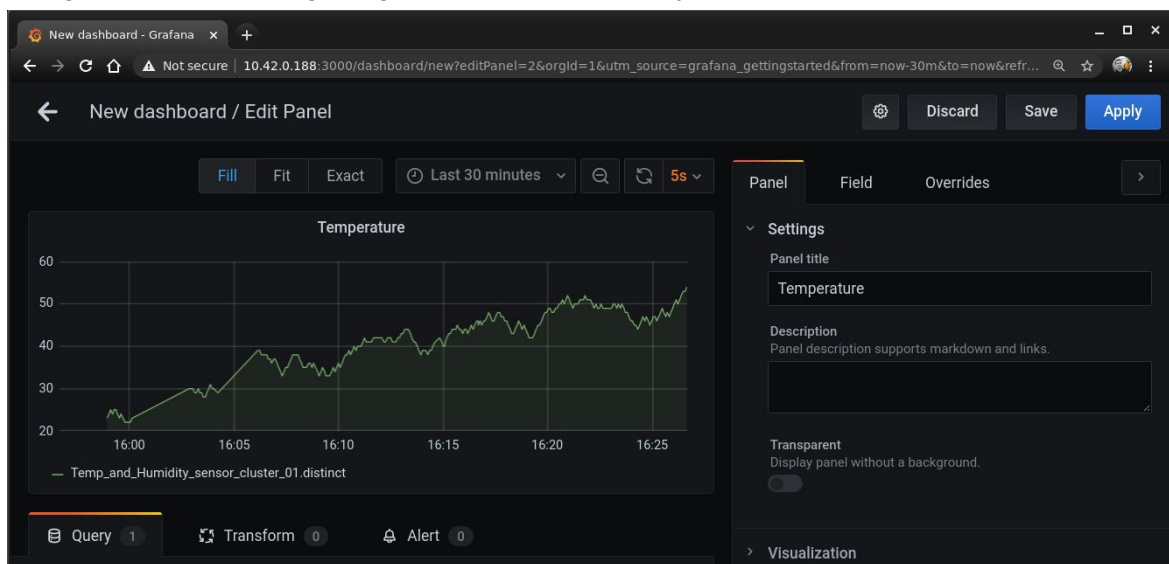 New dashboard - Grafana
Not secure | 10.42.0.188:3000/dashboard/new?editPanel=2&orgId=1&utm_source=grafana_gettingstarted&from=now-30m&to=now&refr...
New dashboard / Edit Panel
Discard
Save
Apply
Fill
Fit
Exact
Last 30 minutes
5s
Temperature
60
50
40
30
20
16:00
16:05
16:10
16:15
16:20
16:25
Temp_and_Humidity_sensor_cluster_01.distinct
Query 1
Transform 0
Alert 0
Panel
Field
Overrides
Settings
Panel title
Temperature
Description
Panel description supports markdown and links.
Transparent
Display panel without a background.
Visualization